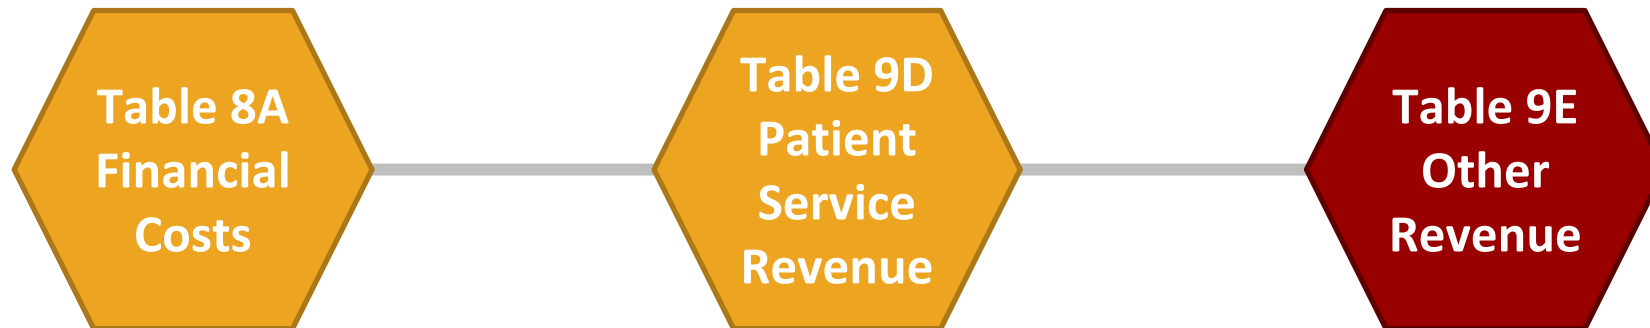 Table 8A
Financial
Costs
Table 9D
Patient
Service
Revenue
Table 9E
Other
Revenue